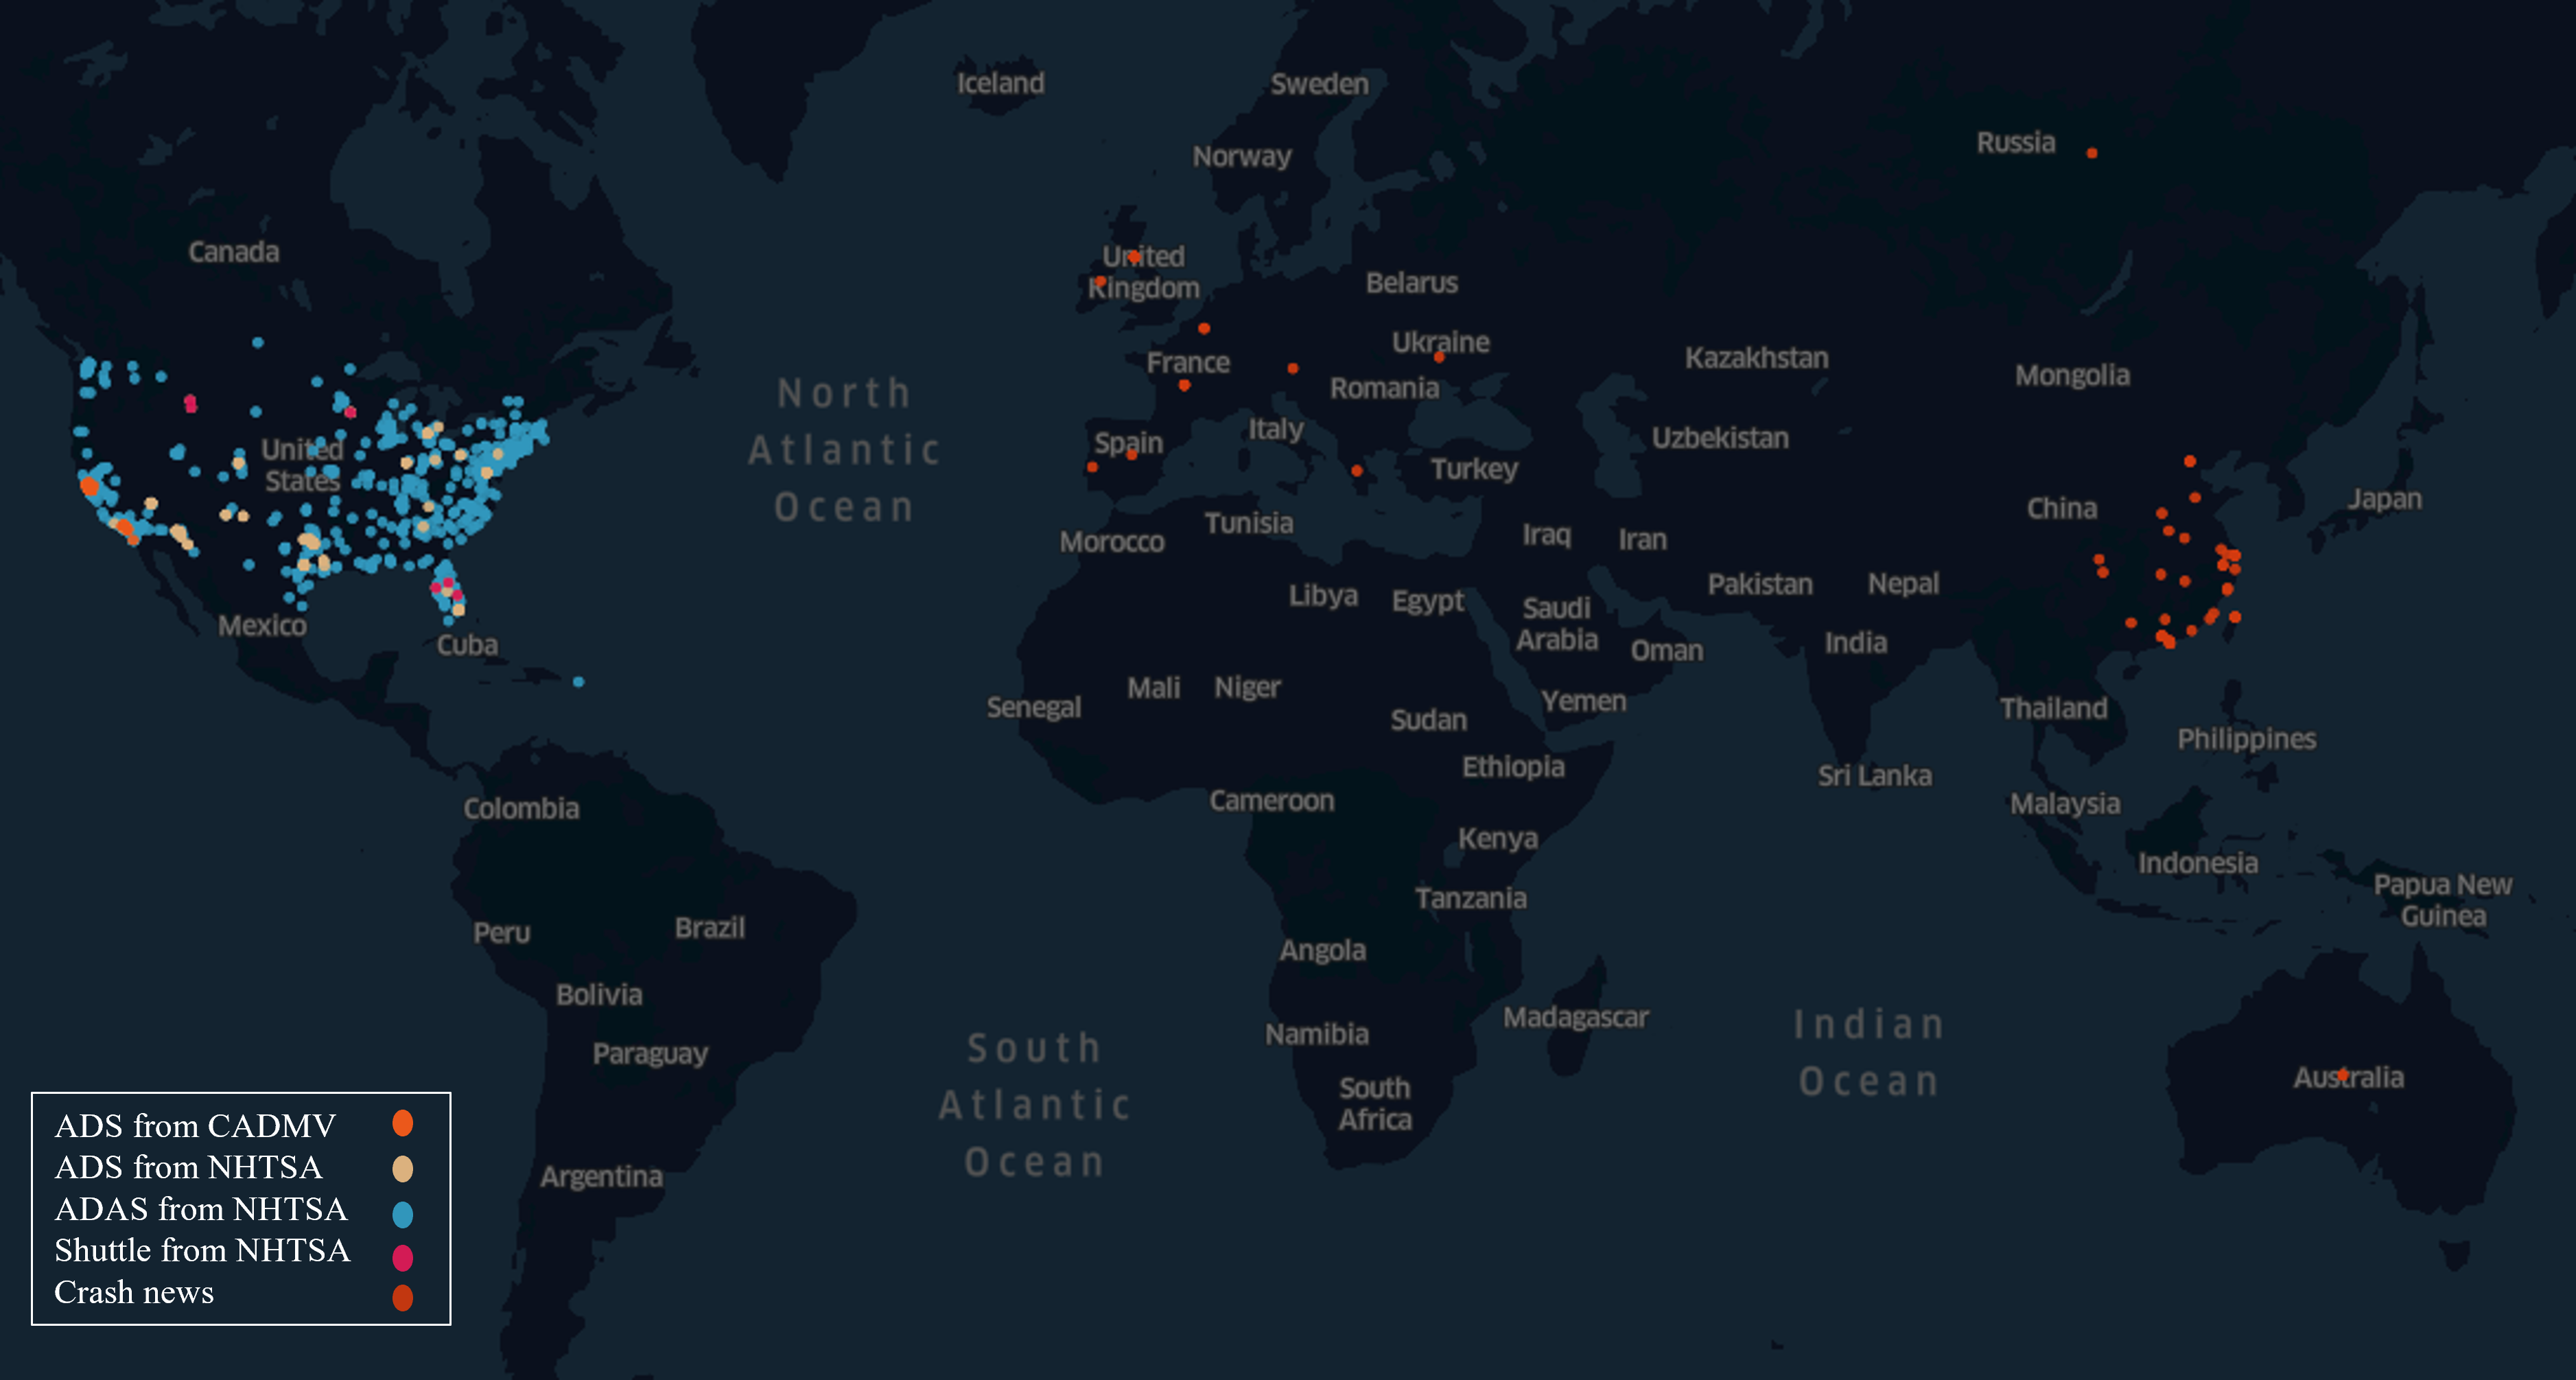 Iceland
Sweden
Norway
Russia
Canada
United
Kingdom
Belarus
Ukraine
France
Romania
Kazakhstan
Mongolia
North
Atlantic
Ocean
Spain
Italy
Uzbekistan
Turkey
United
States
China
Japan
Morocco
Tunisia
Iraq
Iran
Libya
Egypt
Pakistan
Nepal
Saudi
Arabia
Mexico
Cuba
Oman
India
Senegal
Mali
Niger
Yemen
Sudan
Thailand
Philippines
Ethiopia
Sri Lanka
Colombia
Cameroon
Malaysia
Kenya
Indonesia
Tanzania
Papua New
Guinea
Peru
Brazil
Angola
Bolivia
Madagascar
Namibia
Indian
Ocean
Paraguay
South
Atlantic
Ocean
South
Africa
Australia
Argentina
ADS from CADMV
ADS from NHTSA
ADAS from NHTSA
Shuttle from NHTSA
Crash news